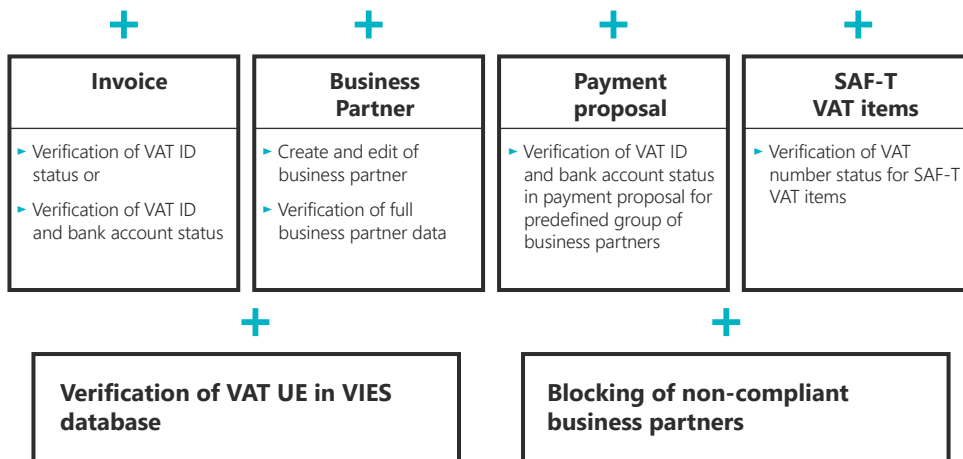 Invoice
Verification of VAT ID
status or
Verification of VAT ID
and bank account status
Business
Partner
Create and edit of
business partner
Verification of full
business partner data
Payment
proposal
Verification of VAT ID
and bank account status
in payment proposal for
predefined group of
business partners
SAF-T
VAT items
Verification of VAT
number status for SAF-T
VAT items
Verification of VAT UE in VIES
database
Blocking of non-compliant
business partners